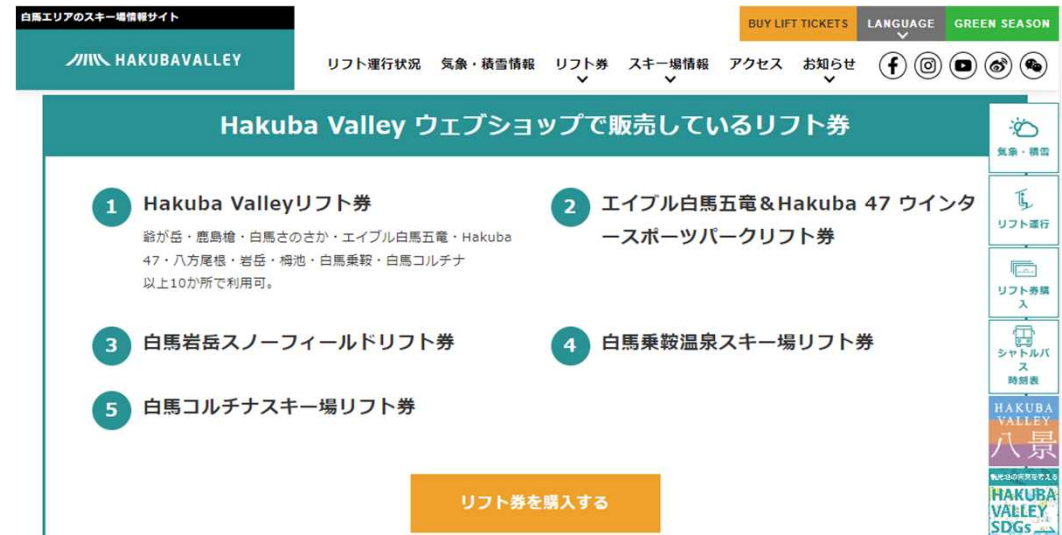 白馬エリアのスキー場情報サイト
BUY LIFT TICKETS
LANGUAGE
GREEN SEASON
HAKUBAVALLEY
リフト運行状況 気象・積雪情報 リフト券 スキー場情報 アクセス お知らせ
Hakuba Valley ウェブショップで販売しているリフト券
1 Hakuba Valleyリフト券
爺が岳・鹿島槍・白馬さのさか・エイブル白馬五竜・Hakuba
47・八方尾根・岩岳・栂池・白馬乗鞍・白馬コルチナ
以上10か所で利用可。
2 エイブル白馬五竜&Hakuba 47 ウインタ
ースポーツパークリフト券
3 白馬岩岳スノーフィールドリフト券
4 白馬乗鞍温泉スキー場リフト券
5 白馬コルチナスキー場リフト券
リフト券を購入する
気象・積雪
リフト運行
リフト券購
入
シャトルバ
ス
時刻表
HAKUBA
VALLEY
八景
HAKUBA
VALLEY
SDGs